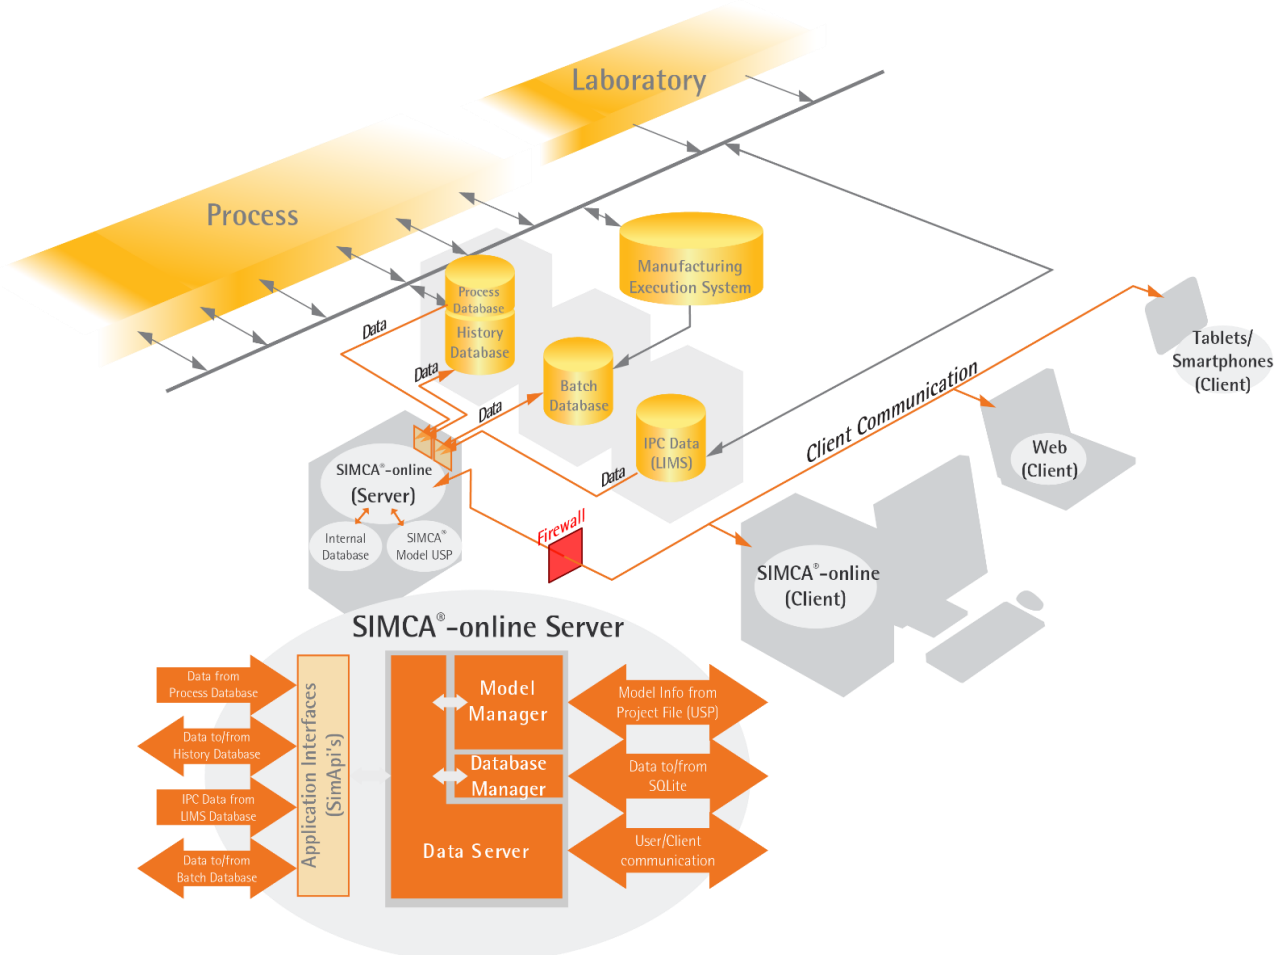 Laboratory
Process
Manufacturing
Execution System
Process
Database
History
Database
Data
Data
Batch
Database
Data
IPC Data
(LIMS)
Data
Client Communication
Tablets/
Smartphones
(Client)
Web
(Client)
SIMCA®-online
(Server)
Internal
Database
SIMCA®
Model USP
Firewall
SIMCA®-online
(Client)
SIMCA®-online Server
Data from
Process Database
Data to/from
History Database
IPC Data from
LIMS Database
Data to/from
Batch Database
Application Interfaces
(SimApi's)
Model
Manager
Database
Manager
Data Server
Model Info from
Project File (USP)
Data to/from
SQLite
User/Client
communication